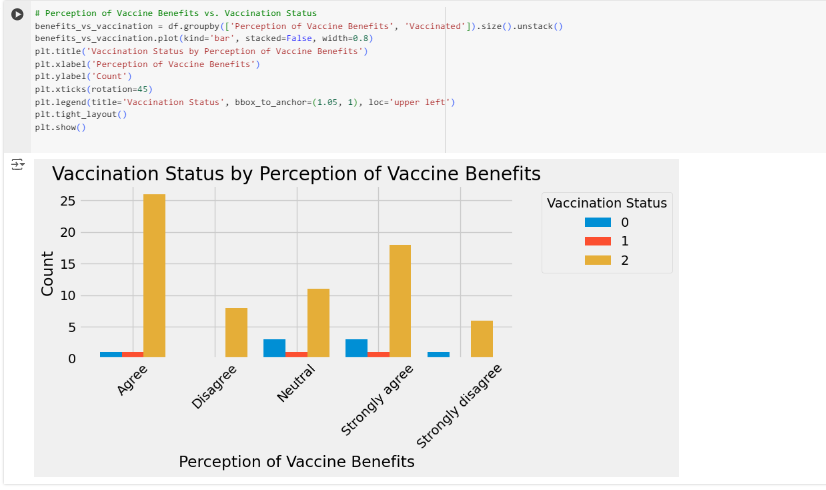 # Perception of Vaccine Benefits vs. Vaccination Status
benefits_vs_vaccination = df.groupby(['Perception of Vaccine Benefits', 'Vaccinated']).size().unstack()
benefits_vs_vaccination.plot(kind='bar', stacked=False, width=0.8)
plt.title('Vaccination Status by Perception of Vaccine Benefits')
plt.xlabel('Perception of Vaccine Benefits')
plt.ylabel('Count')
plt.xticks(rotation=45)
plt.legend(title='Vaccination Status', bbox_to_anchor=(1.05, 1), loc='upper left')
plt.tight_layout()
plt.show()
Vaccination Status by Perception of Vaccine Benefits
Vaccination Status
0
1
2
Count
25
20
15
10
5
0
Agree
Disagree
Neutral
Strongly agree
Strongly disagree
Perception of Vaccine Benefits